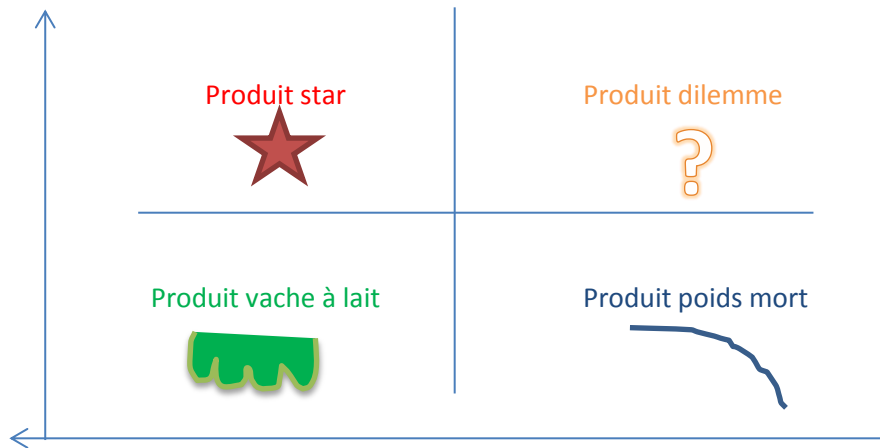 Produit star
Produit dilemme
?
Produit vache à lait
Produit poids mort